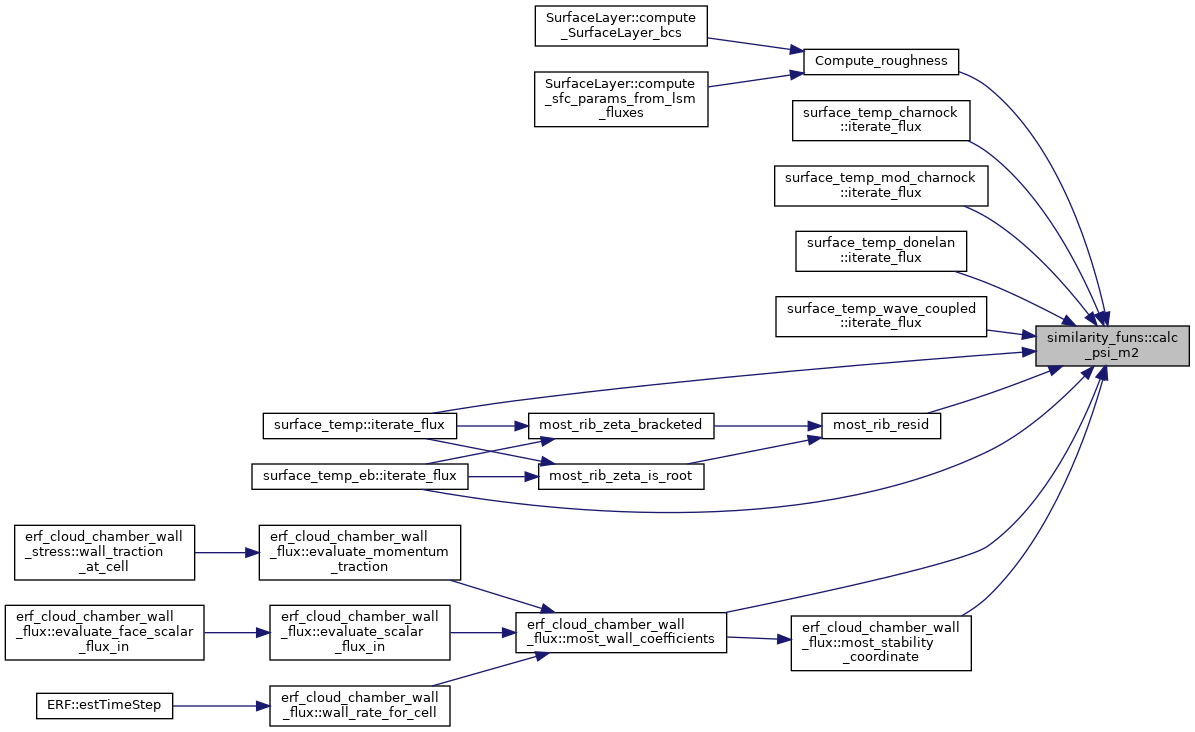 SurfaceLayer::compute
_SurfaceLayer_bcs
Compute_roughness
SurfaceLayer::compute
_sfc_params_from_lsm
_fluxes
surface_temp_charnock
::iterate_flux
surface_temp_mod_charnock
::iterate_flux
surface_temp_donelan
::iterate_flux
surface_temp_wave_coupled
::iterate_flux
similarity_funs::calc
_psi_m2
surface_temp::iterate_flux
most_rib_zeta_bracketed
most_rib_resid
surface_temp_eb::iterate_flux
most_rib_zeta_is_root
erf_cloud_chamber_wall
_stress::wall_traction
_at_cell
erf_cloud_chamber_wall
_flux::evaluate_momentum
_traction
erf_cloud_chamber_wall
_flux::evaluate_face_scalar
_flux_in
erf_cloud_chamber_wall
_flux::evaluate_scalar
_flux_in
erf_cloud_chamber_wall
_flux::most_wall_coefficients
erf_cloud_chamber_wall
_flux::most_stability
_coordinate
ERF::estTimeStep
erf_cloud_chamber_wall
_flux::wall_rate_for_cell